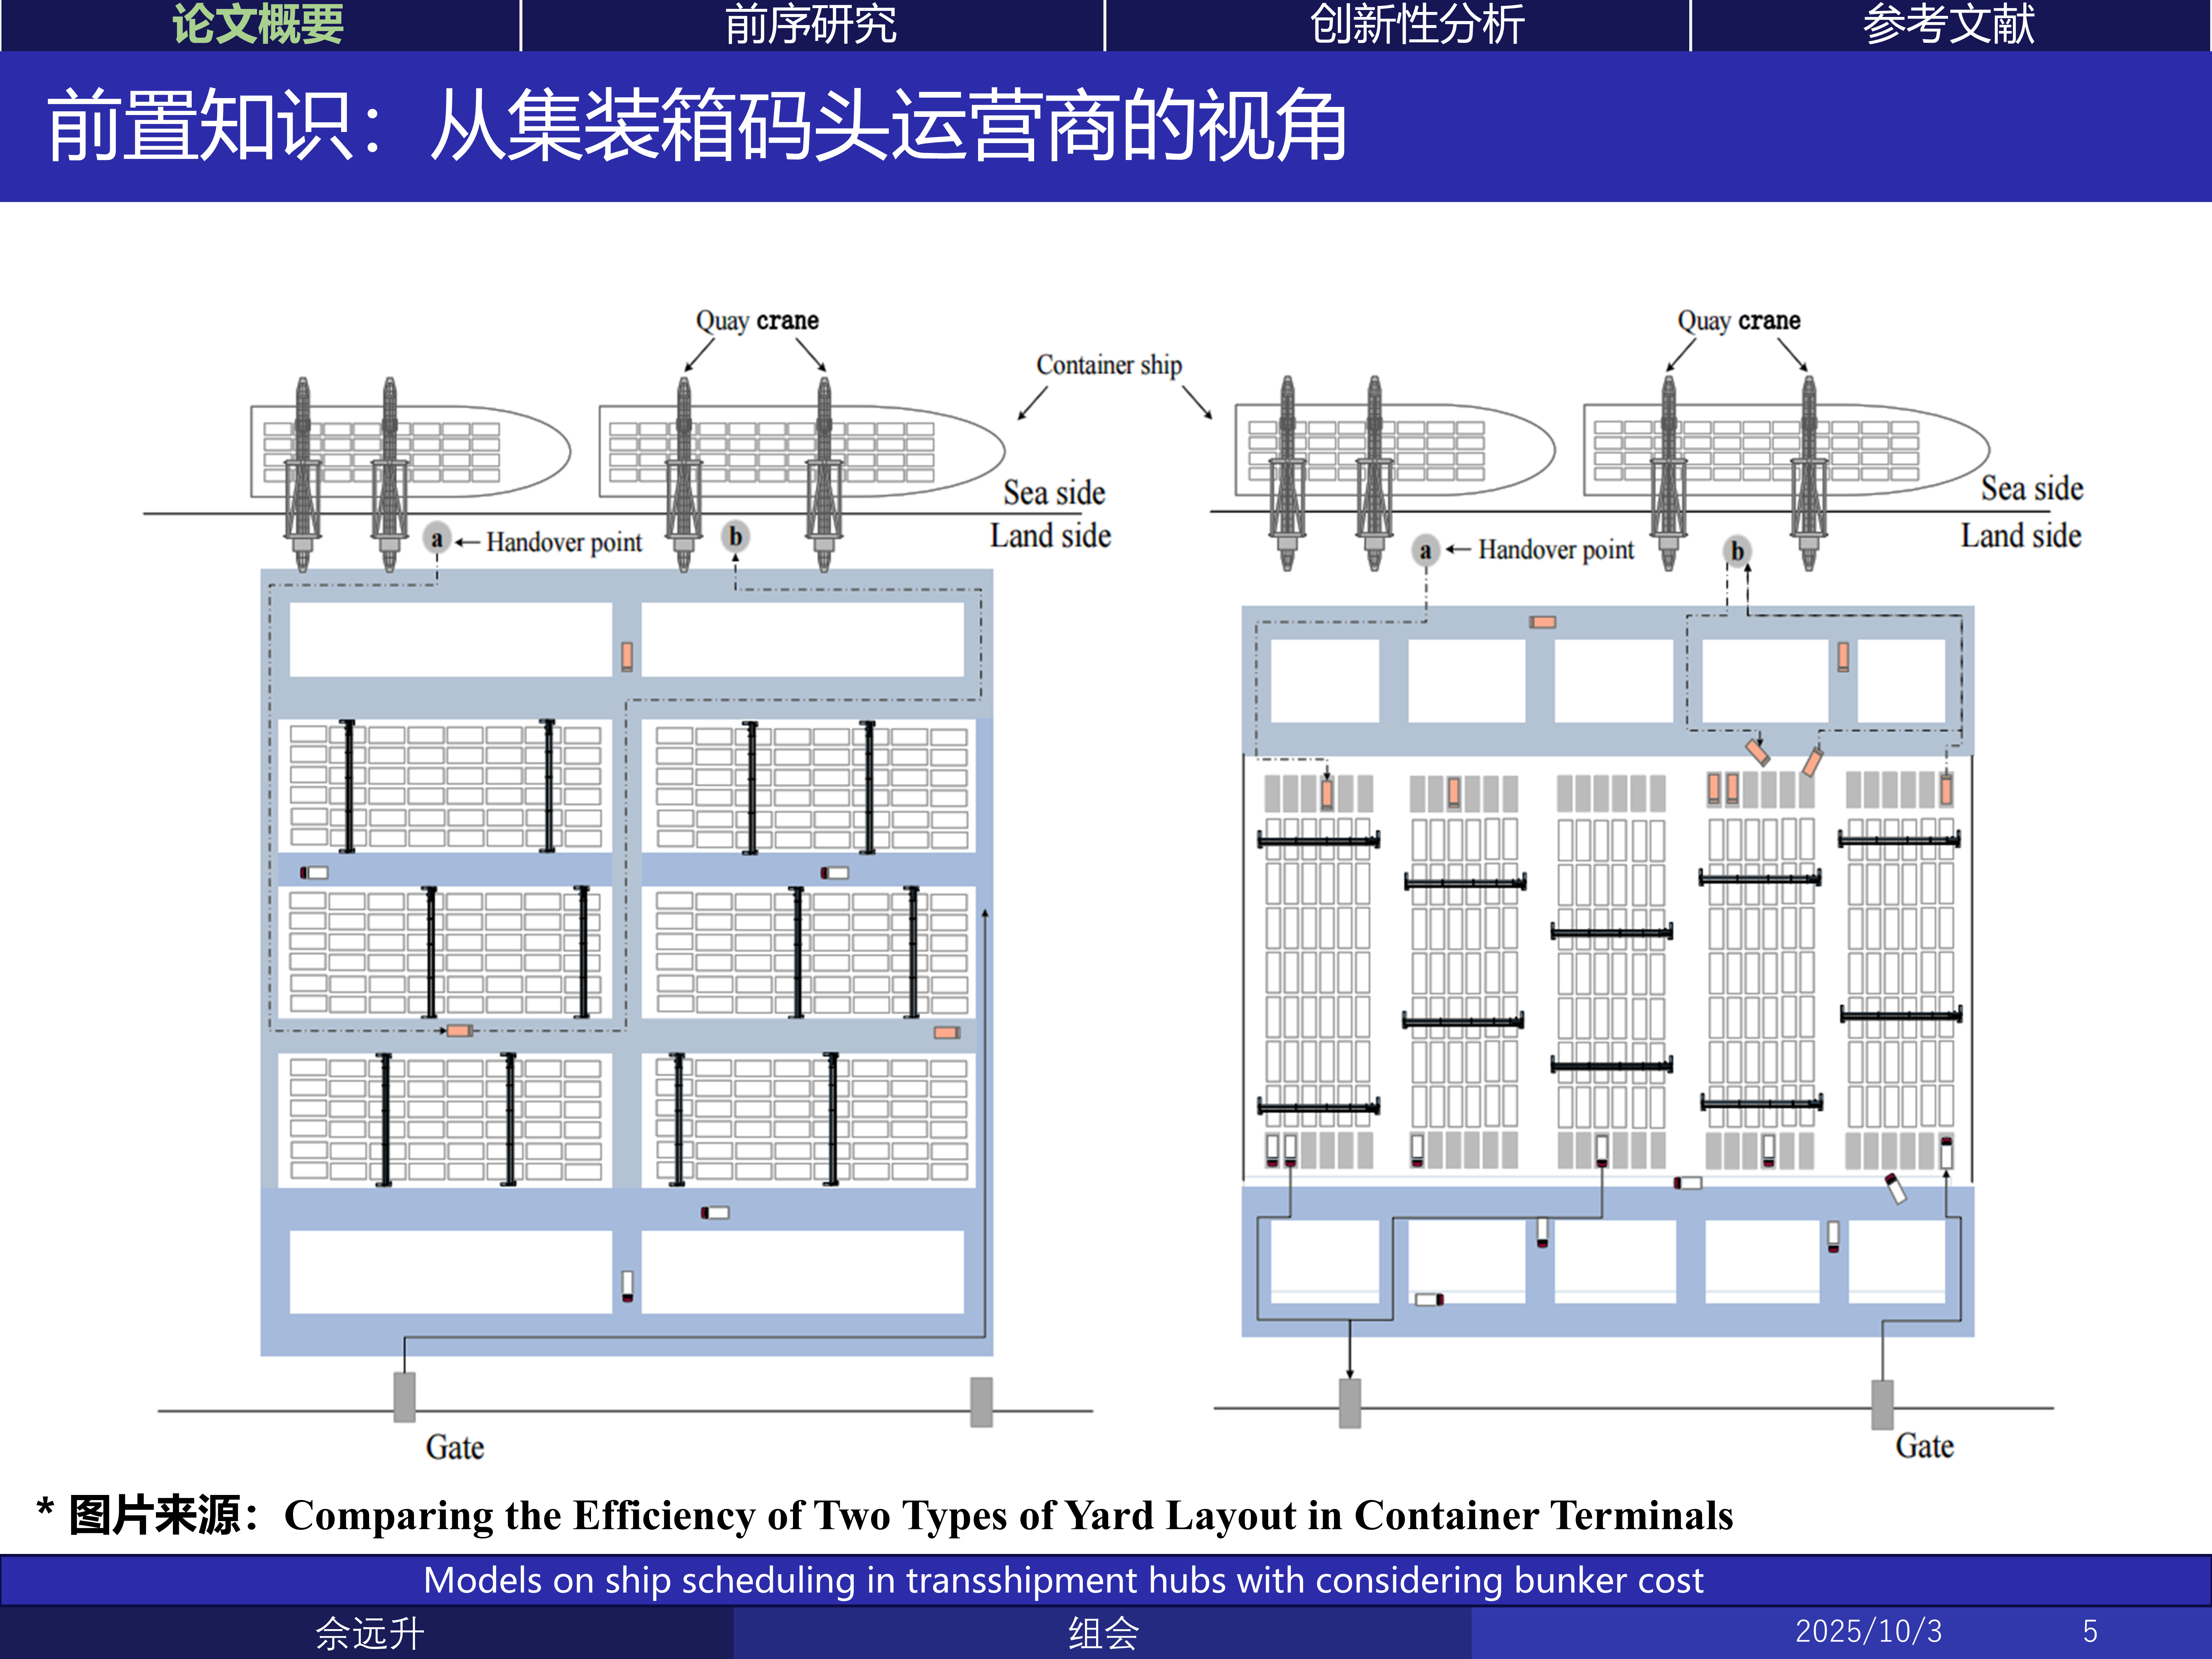 论文概要
前序研究
创新性分析
参考文献
前置知识：从集装箱码头运营商的视角
Quay crane
Container ship
Sea side
Land side
a
Handover point
b
Gate
Quay crane
Sea side
Land side
a
Handover point
b
Gate
* 图片来源：Comparing the Efficiency of Two Types of Yard Layout in Container Terminals
Models on ship scheduling in transshipment hubs with considering bunker cost
佘远升
组会
2025/10/3
5